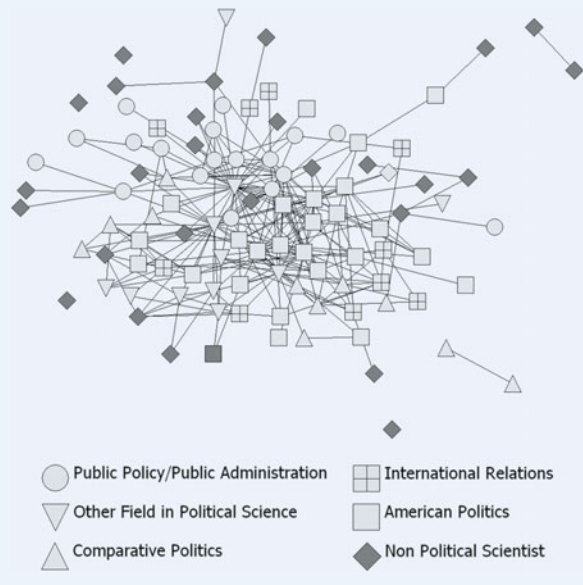 Public Policy/Public Administration
International Relations
Other Field in Political Science
American Politics
Comparative Politics
Non Political Scientist